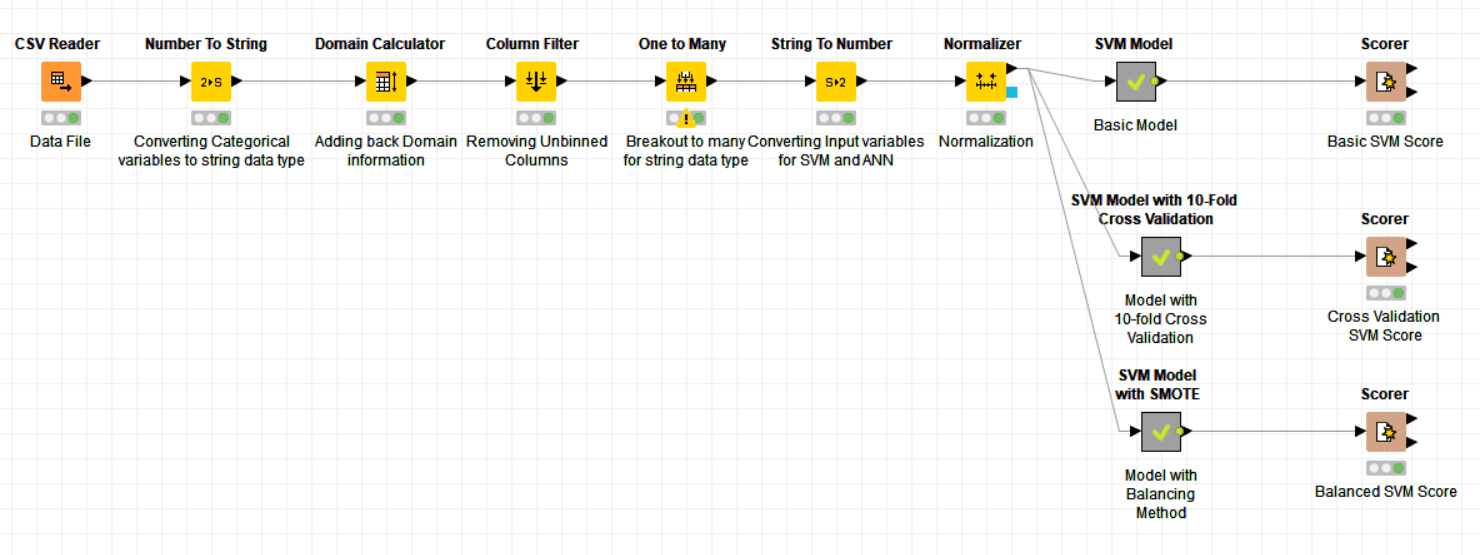 CSV Reader
Number To String
Domain Calculator
Column Filter
One to Many
String To Number
Normalizer
SVM Model
Scorer
2▸S
S▸2
Data File
Converting Categorical
variables to string data type
Adding back Domain
information
Removing Unbinned
Columns
Breakout to many
for string data type
Converting Input variables
for SVM and ANN
Normalization
Basic Model
Basic SVM Score
SVM Model with 10-Fold
Cross Validation
Scorer
Model with
10-fold Cross
Validation
Cross Validation
SVM Score
SVM Model
with SMOTE
Scorer
Model with
Balancing
Method
Balanced SVM Score